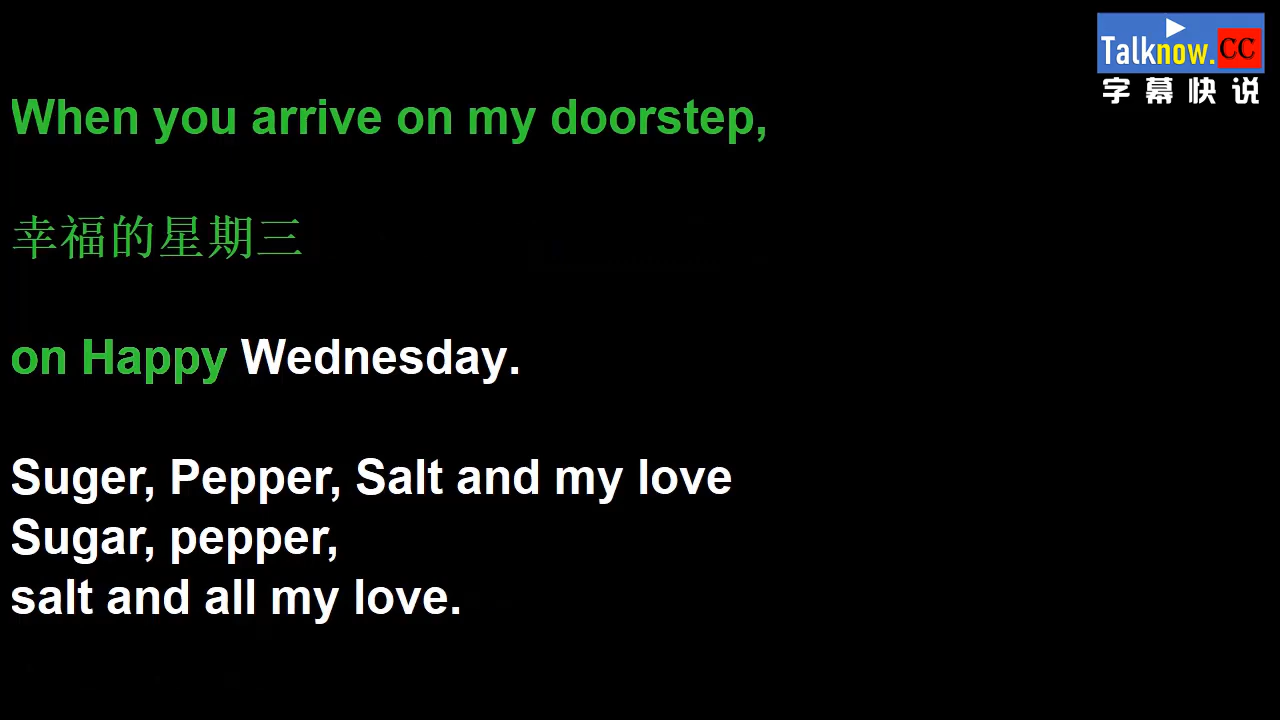 Talknow.CC
字幕快说
When you arrive on my doorstep,
幸福的星期三
on Happy Wednesday.
Suger, Pepper, Salt and my love
Sugar, pepper,
salt and all my love.